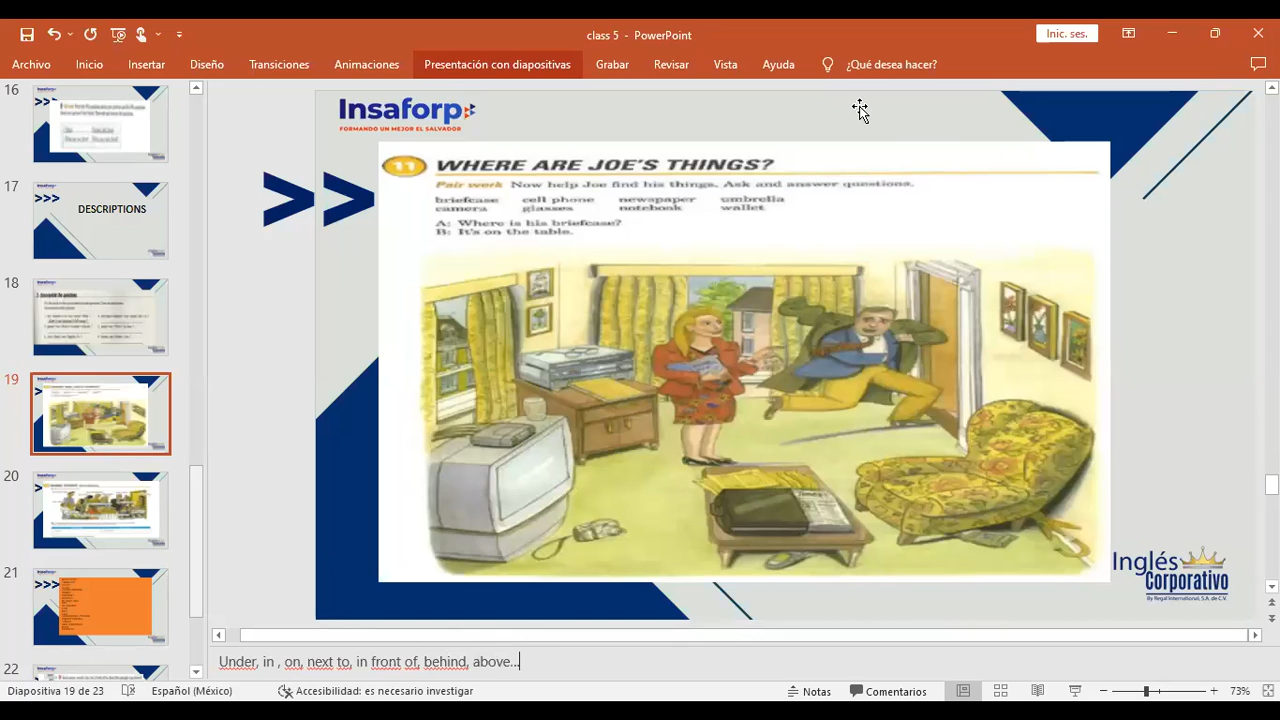 class 5 - PowerPoint
Inic. ses.
Archivo
Inicio
Insertar
Diseño
Transiciones
Animaciones
Presentación con diapositivas
Grabar
Revisar
Vista
Ayuda
¿Qué desea hacer?
16
17
DESCRIPTIONS
18
19
20
21
22
Insaforp
FORMANDO UN MEJOR EL SALVADOR
11 WHERE ARE JOE'S THINGS?
Pair work Now help Joe find his things. Ask and answer questions.
briefcase cell phone newspaper umbrella
camera glasses notebook wallet
A: Where is his briefcase?
B: It's on the table.
Inglés
Corporativo
By Regal International, S.A. de C.V.
Under, in , on, next to, in front of, behind, above...
Diapositiva 19 de 23
Español (México)
Accesibilidad: es necesario investigar
Notas
Comentarios
73%